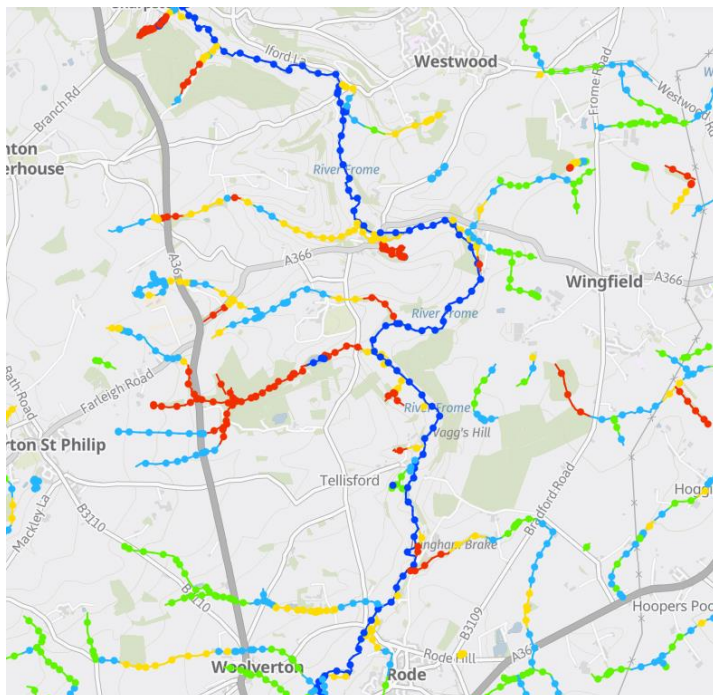 Iford La
Westwood
Branch Rd
Frome Road
Westwood Rd
nton
erhouse
River Frome
A366
A36
Wingfield
A366
River Frome
Farleigh Road
Bath Road
River Frome
Vagg's Hill
rton St Philip
Tellisford
Mackley La
B3110
Bradford Road
Hoggi
ingham Brake
B3110
B3109
Hoopers Poo
Rode Hill
A36
Woolverton
Rode